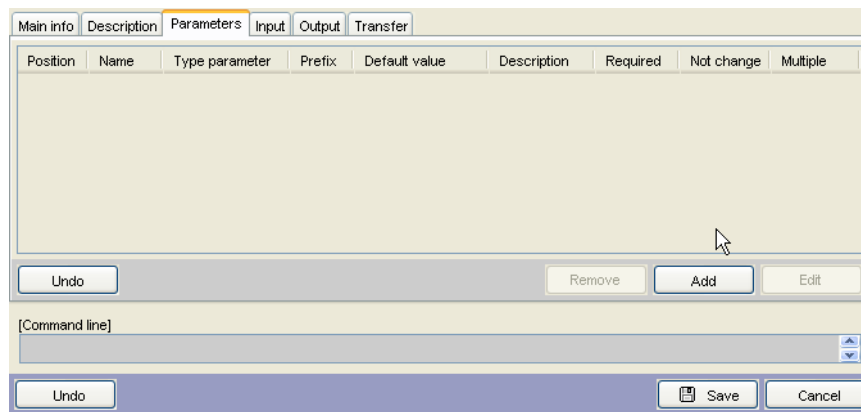 Main info Description Parameters Input Output Transfer
Position Name Type parameter Prefix Default value Description Required Not change Multiple
Undo Remove Add Edit
[Command line]
Undo Save Cancel